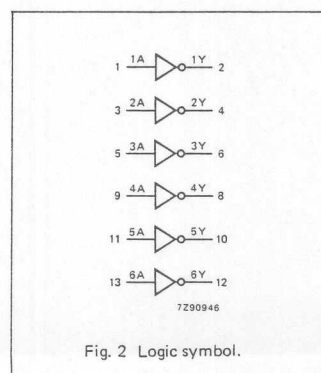 1 1A 1Y 2
3 2A 2Y 4
5 3A 3Y 6
9 4A 4Y 8
11 5A 5Y 10
13 6A 6Y 12
7Z90946
Fig. 2 Logic symbol.